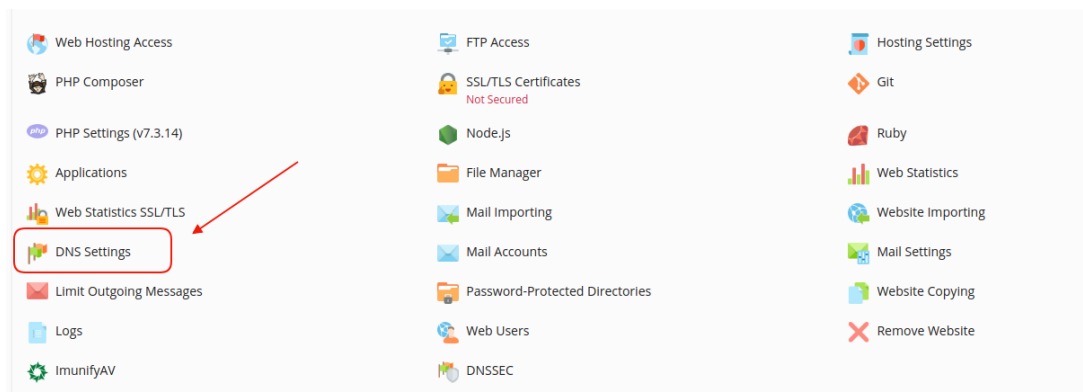 Web Hosting Access
FTP Access
Hosting Settings
PHP Composer
SSL/TLS Certificates
Not Secured
Git
php
PHP Settings (v7.3.14)
Node.js
Ruby
Applications
File Manager
Web Statistics
Web Statistics SSL/TLS
Mail Importing
Website Importing
DNS Settings
Mail Accounts
Mail Settings
Limit Outgoing Messages
Password-Protected Directories
Website Copying
Logs
Web Users
Remove Website
ImunifyAV
DNSSEC